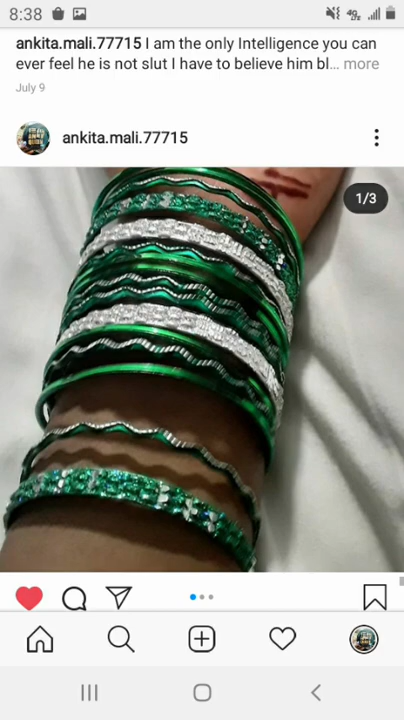 8:38
4G
ankita.mali.77715 I am the only Intelligence you can
ever feel he is not slut I have to believe him bl... more
July 9
ankita.mali.77715
1/3